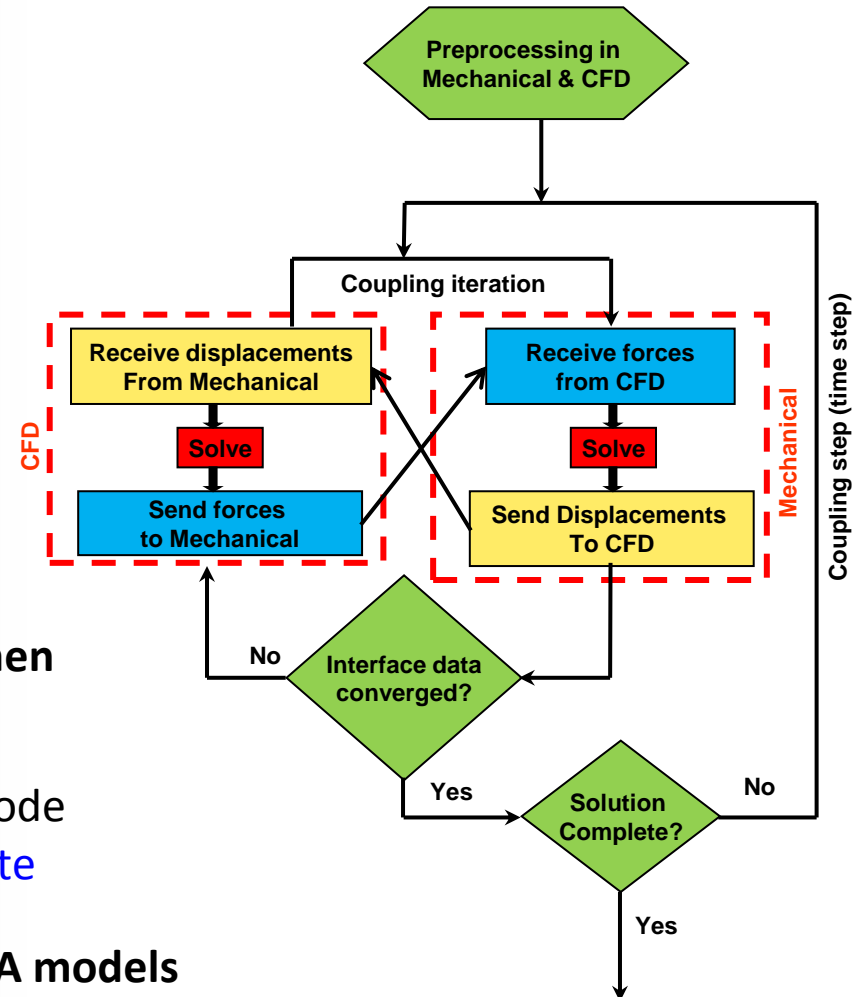 Preprocessing in
Mechanical & CFD
Coupling iteration
Coupling step (time step)
CFD
Receive displacements
From Mechanical
Solve
Send forces
to Mechanical
Mechanical
Receive forces
from CFD
Solve
Send Displacements
To CFD
No
Interface data
converged?
Yes
Solution
Complete?
No
Yes
ode
A models